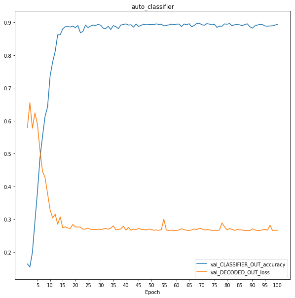 auto_classifier
0.9
0.8
0.7
0.6
0.5
0.4
0.3
0.2
5 10 15 20 25 30 35 40 45 50 55 60 65 70 75 80 85 90 95 100
Epoch
val_CLASSIFIER_OUT_accuracy
val_DECODED_OUT_loss